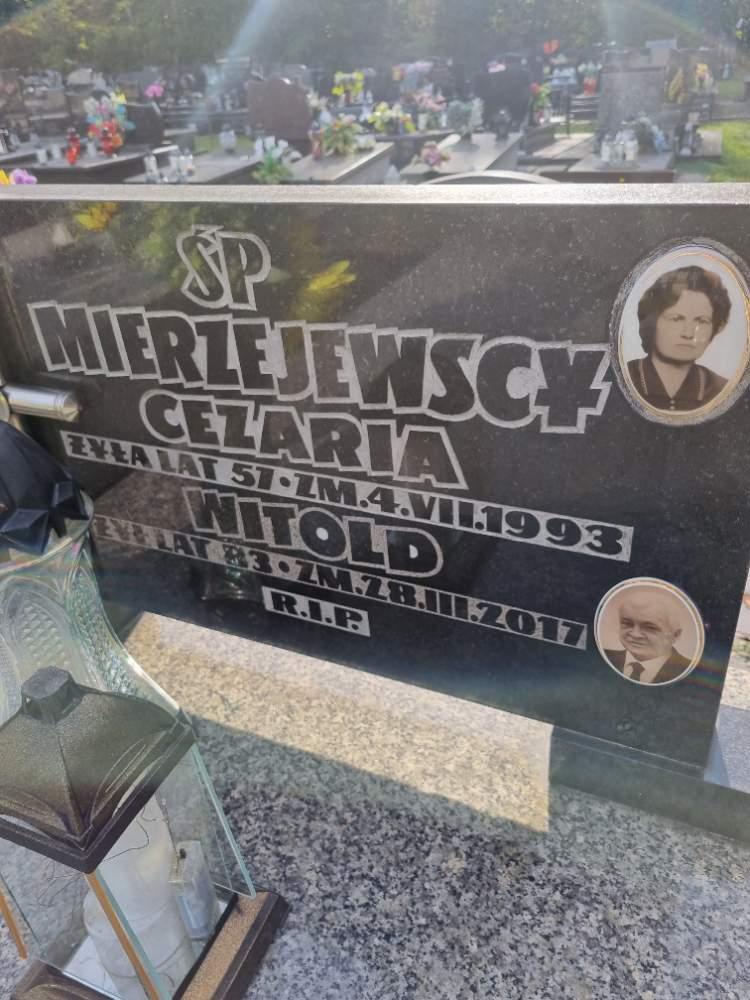 ŚP
MIERZEJEWSCY
CEZARIA
ŻYŁA LAT 57 • ZM. 4.VII.1993
WITOLD
ŻYŁ LAT 83 • ZM. 28.III.2017
R.I.P.